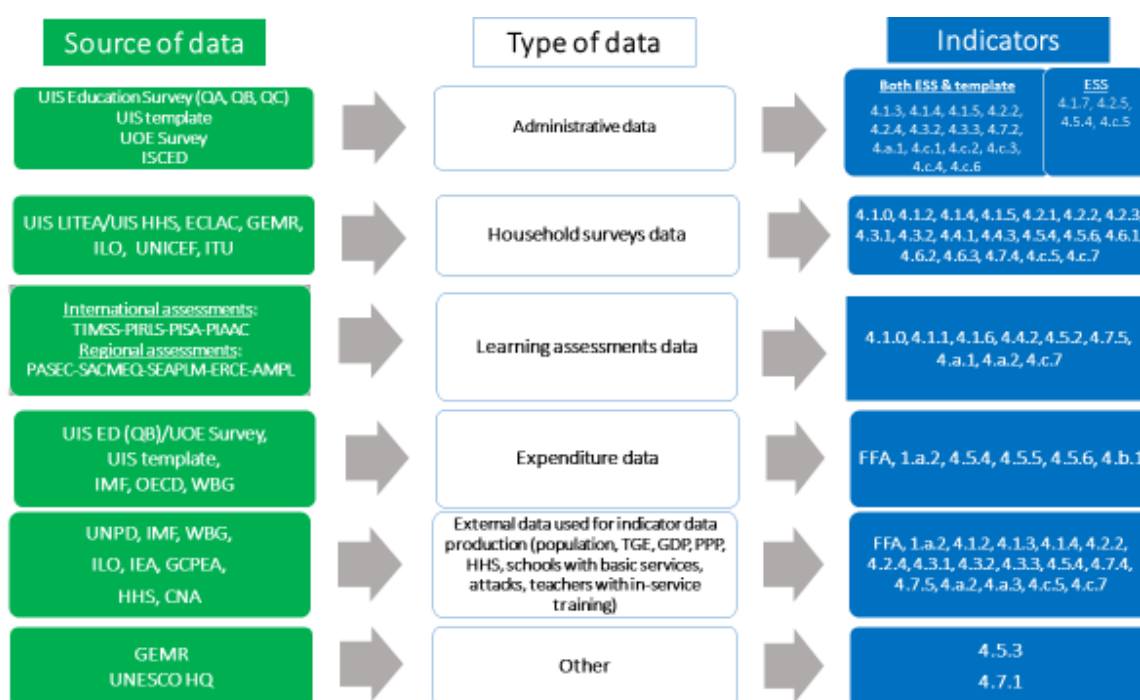 Source of data
Type of data
Indicators
UIS Education Survey (QA, QB, QC)
UIS template
UOE Survey
ISCED
Administrative data
Both ESS & template
4.1.3, 4.1.4, 4.1.5, 4.2.2,
4.2.4, 4.3.2, 4.3.3, 4.7.2,
4.a.1, 4.c.1, 4.c.2, 4.c.3,
4.c.4, 4.c.6
ESS
4.1.7, 4.2.5,
4.5.4, 4.c.5
UIS LITEA/UIS HHS, ECLAC, GEMR,
ILO, UNICEF, ITU
Household surveys data
4.1.0, 4.1.2, 4.1.4, 4.1.5, 4.2.1, 4.2.2, 4.2.3,
4.3.1, 4.3.2, 4.4.1, 4.4.3, 4.5.4, 4.5.6, 4.6.1,
4.6.2, 4.6.3, 4.7.4, 4.c.5, 4.c.7
International assessments:
TIMSS-PIRLS-PISA-PIAAC
Regional assessments:
PASEC-SACMEQ-SEAPLM-ERCE-AMPL
Learning assessments data
4.1.0, 4.1.1, 4.1.6, 4.4.2, 4.5.2, 4.7.5,
4.a.1, 4.a.2, 4.c.7
UIS ED (QB)/UOE Survey,
UIS template,
IMF, OECD, WBG
Expenditure data
FFA, 1.a.2, 4.5.4, 4.5.5, 4.5.6, 4.b.1
UNPD, IMF, WBG,
ILO, IEA, GCPEA,
HHS, CNA
External data used for indicator data
production (population, TGE, GDP, PPP,
HHS, schools with basic services,
attacks, teachers with in-service
training)
FFA, 1.a.2, 4.1.2, 4.1.3, 4.1.4, 4.2.2,
4.2.4, 4.3.1, 4.3.2, 4.3.3, 4.5.4, 4.7.4,
4.7.5, 4.a.2, 4.a.3, 4.c.5, 4.c.7
GEMR
UNESCO HQ
Other
4.5.3
4.7.1